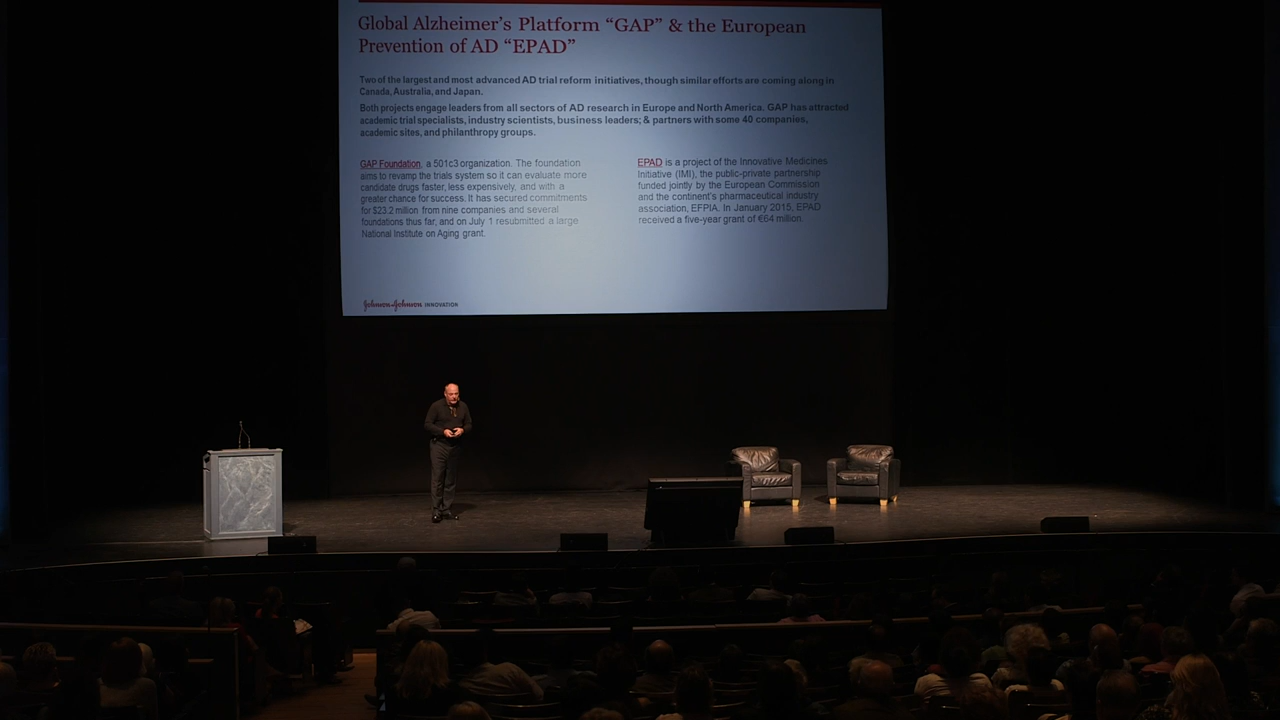 Global Alzheimer's Platform “GAP” & the European
Prevention of AD “EPAD”
Two of the largest and most advanced AD trial reform initiatives, though similar efforts are coming along in
Canada, Australia, and Japan.
Both projects engage leaders from all sectors of AD research in Europe and North America. GAP has attracted
academic trial specialists, industry scientists, business leaders; & partners with some 40 companies,
academic sites, and philanthropy groups.
GAP Foundation, a 501c3 organization. The foundation
aims to revamp the trials system so it can evaluate more
candidate drugs faster, less expensively, and with a
greater chance for success. It has secured commitments
for $23.2 million from nine companies and several
foundations thus far, and on July 1 resubmitted a large
National Institute on Aging grant.
EPAD is a project of the Innovative Medicines
Initiative (IMI), the public-private partnership
funded jointly by the European Commission
and the continent's pharmaceutical industry
association, EFPIA. In January 2015, EPAD
received a five-year grant of €64 million.
Johnson & Johnson INNOVATION